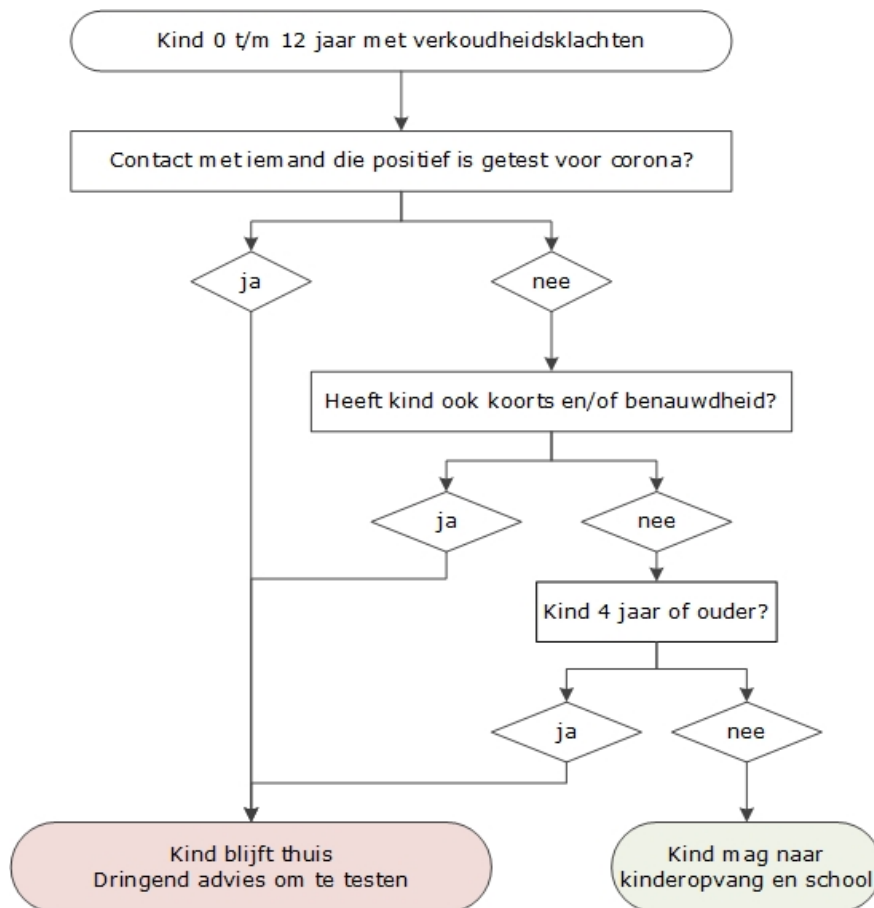 Kind 0 t/m 12 jaar met verkoudheidsklachten
Contact met iemand die positief is getest voor corona?
ja
nee
Heeft kind ook koorts en/of benauwdheid?
ja
nee
Kind 4 jaar of ouder?
ja
nee
Kind blijft thuis
Dringend advies om te testen
Kind mag naar
kinderopvang en school